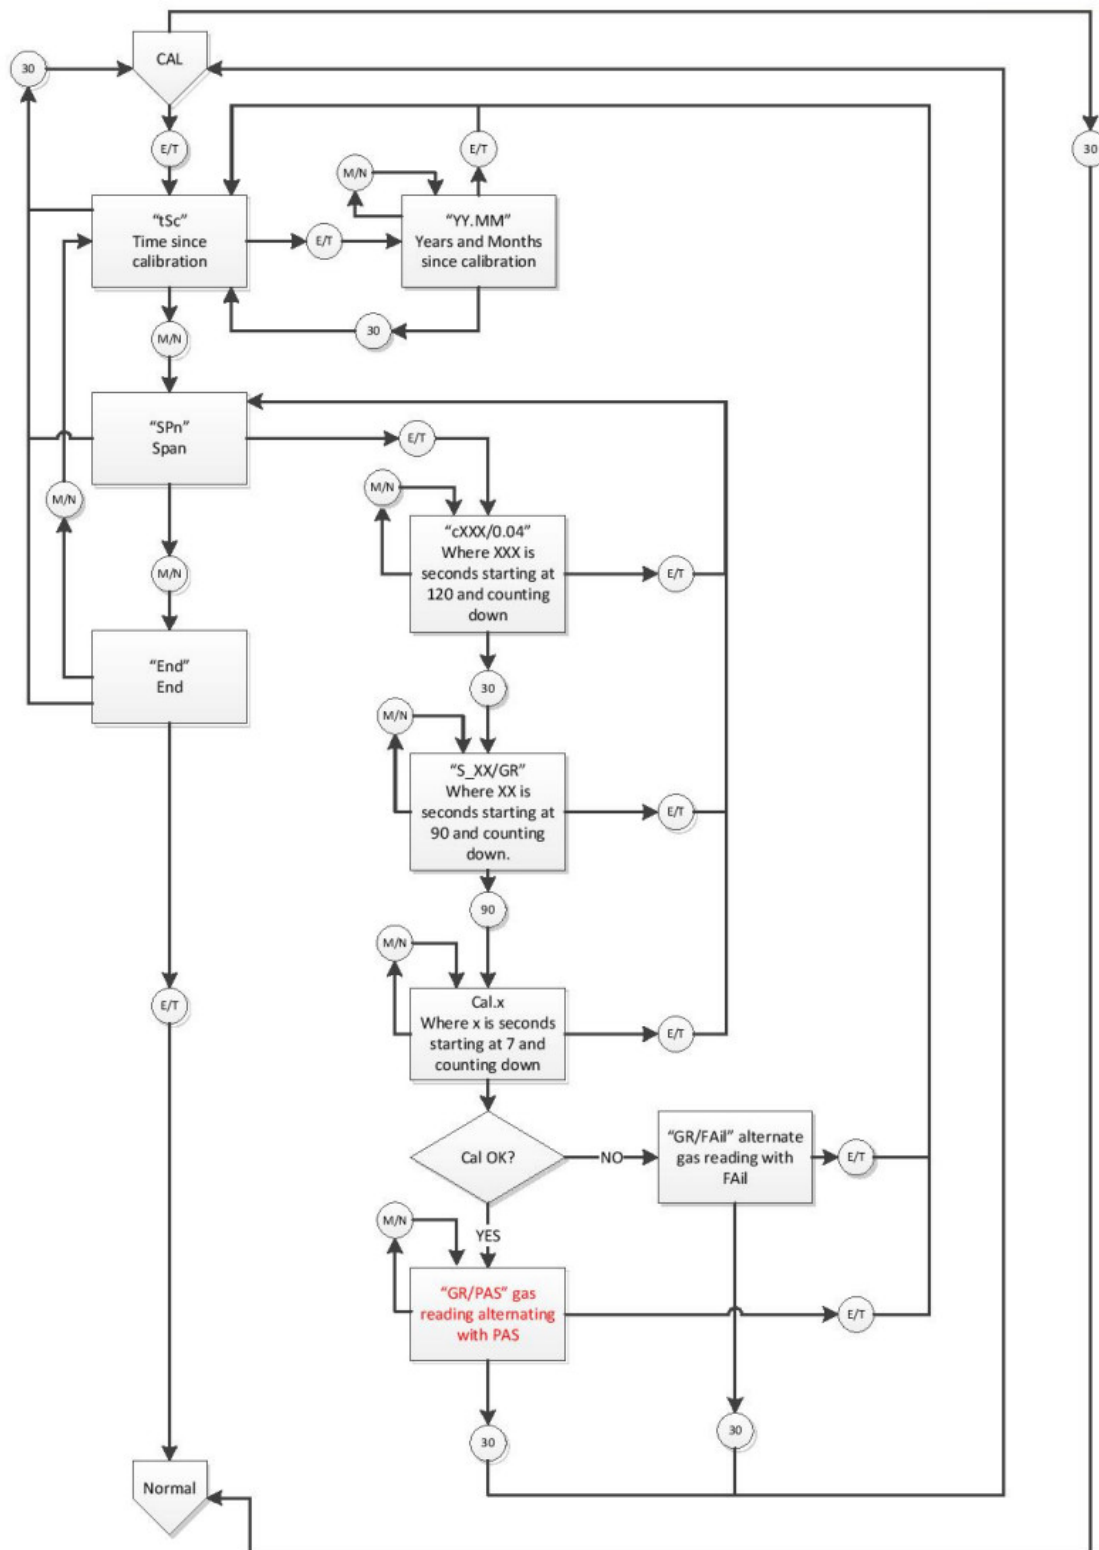 CAL
30
E/T
30
E/T
M/N
"tSc"
Time since
calibration
E/T
"YY.MM"
Years and Months
since calibration
30
M/N
"SPn"
Span
E/T
M/N
M/N
"cXXX/0.04"
Where XXX is
seconds starting at
120 and counting
down
E/T
M/N
"End"
End
30
M/N
"S_XX/GR"
Where XX is
seconds starting at
90 and counting
down.
E/T
90
M/N
Cal.x
Where x is seconds
starting at 7 and
counting down
E/T
E/T
Cal OK?
NO
"GR/FAil" alternate
gas reading with
FAil
E/T
YES
M/N
"GR/PAS" gas
reading alternating
with PAS
E/T
30
30
Normal